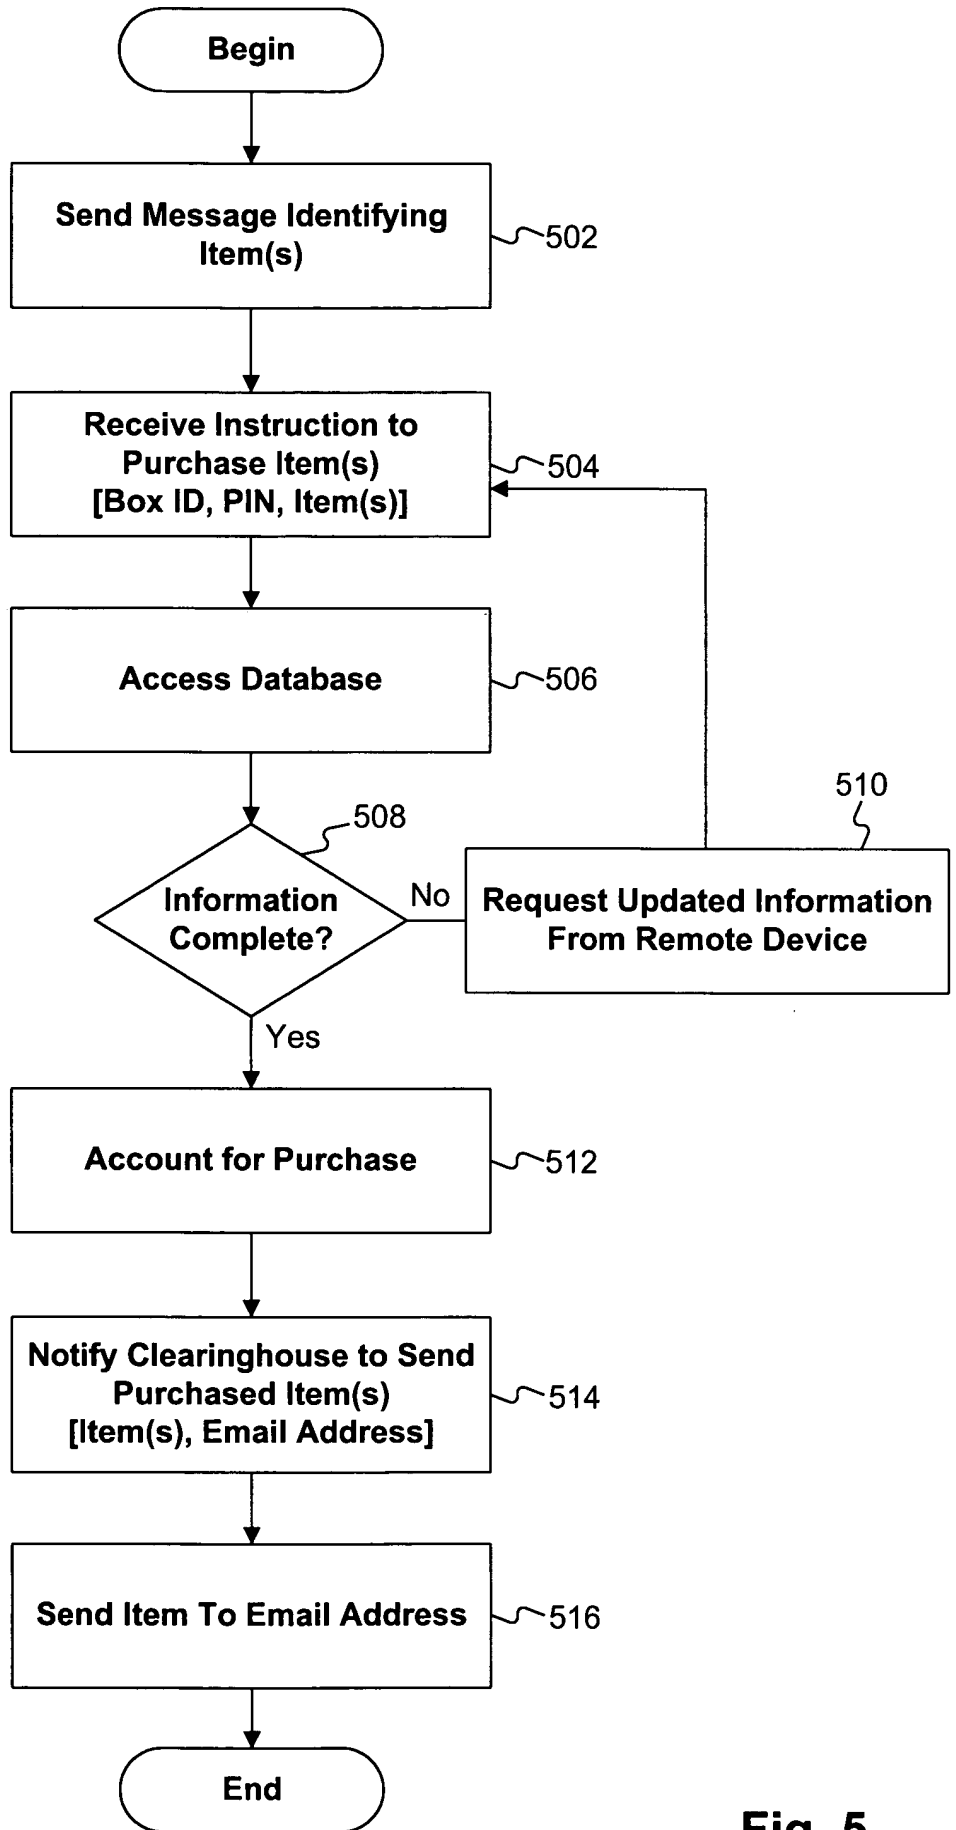 Begin
Send Message Identifying
Item(s)
502
Receive Instruction to
Purchase Item(s)
[Box ID, PIN, Item(s)]
504
Access Database
506
508
Information
Complete?
No
510
Request Updated Information
From Remote Device
Yes
Account for Purchase
512
Notify Clearinghouse to Send
Purchased Item(s)
[Item(s), Email Address]
514
Send Item To Email Address
516
End
Fig. 5